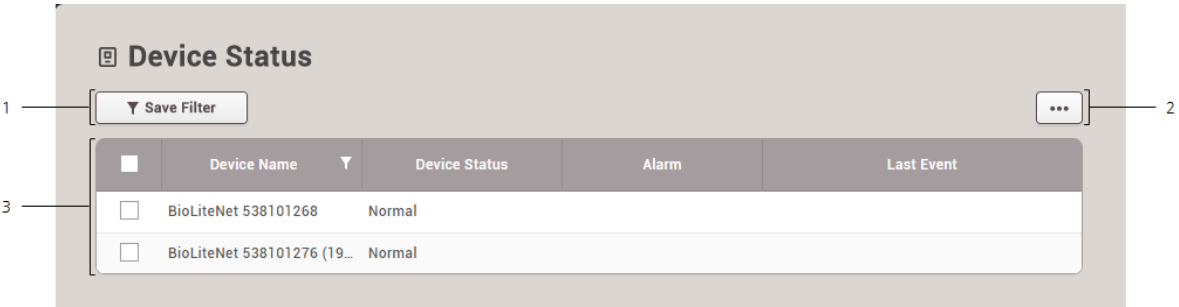 Device Status
1
Save Filter
•••
2
Device Name Device Status Alarm Last Event
3
BioLiteNet 538101268 Normal
BioLiteNet 538101276 (19... Normal